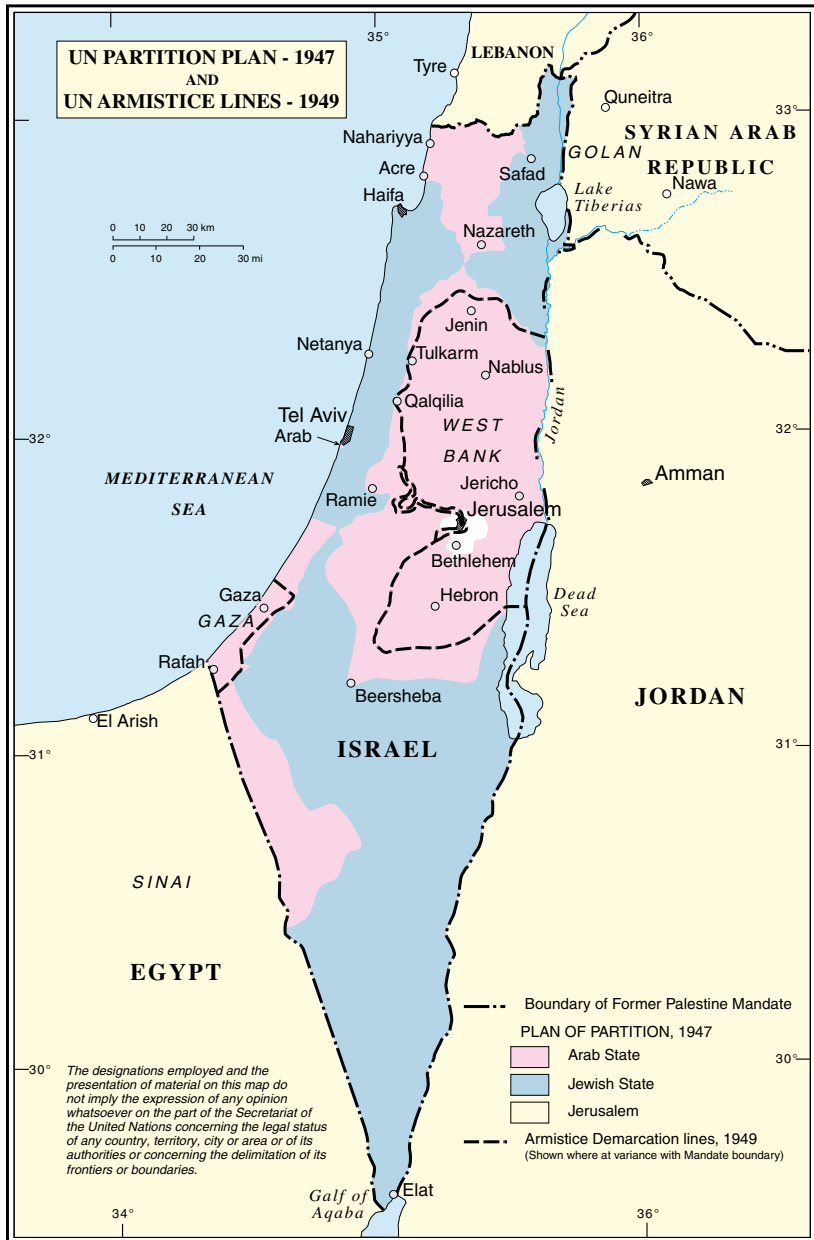 UN PARTITION PLAN - 1947
AND
UN ARMISTICE LINES - 1949
35°
36°
LEBANON
Tyre
Quneitra
33°
SYRIAN ARAB
REPUBLIC
GOLAN
Nahariyya
Acre
Safad
Nawa
Haifa
Lake
Tiberias
Nazareth
0 10 20 30 km
0 10 20 30 mi
Jenin
Netanya
Tulkarm
Nablus
Qalqilia
Jordan
Tel Aviv
Arab
WEST
BANK
32°
32°
MEDITERRANEAN
SEA
Amman
Jericho
Ramie
Jerusalem
Bethlehem
Gaza
GAZA
Hebron
Dead
Sea
Rafah
Beersheba
JORDAN
El Arish
ISRAEL
31°
31°
SINAI
EGYPT
Boundary of Former Palestine Mandate
PLAN OF PARTITION, 1947
Arab State
Jewish State
Jerusalem
Armistice Demarcation lines, 1949
(Shown where at variance with Mandate boundary)
30°
30°
The designations employed and the
presentation of material on this map do
not imply the expression of any opinion
whatsoever on the part of the Secretariat of
the United Nations concerning the legal status
of any country, territory, city or area or of its
authorities or concerning the delimitation of its
frontiers or boundaries.
Galf of
Aqaba
Elat
34°
36°